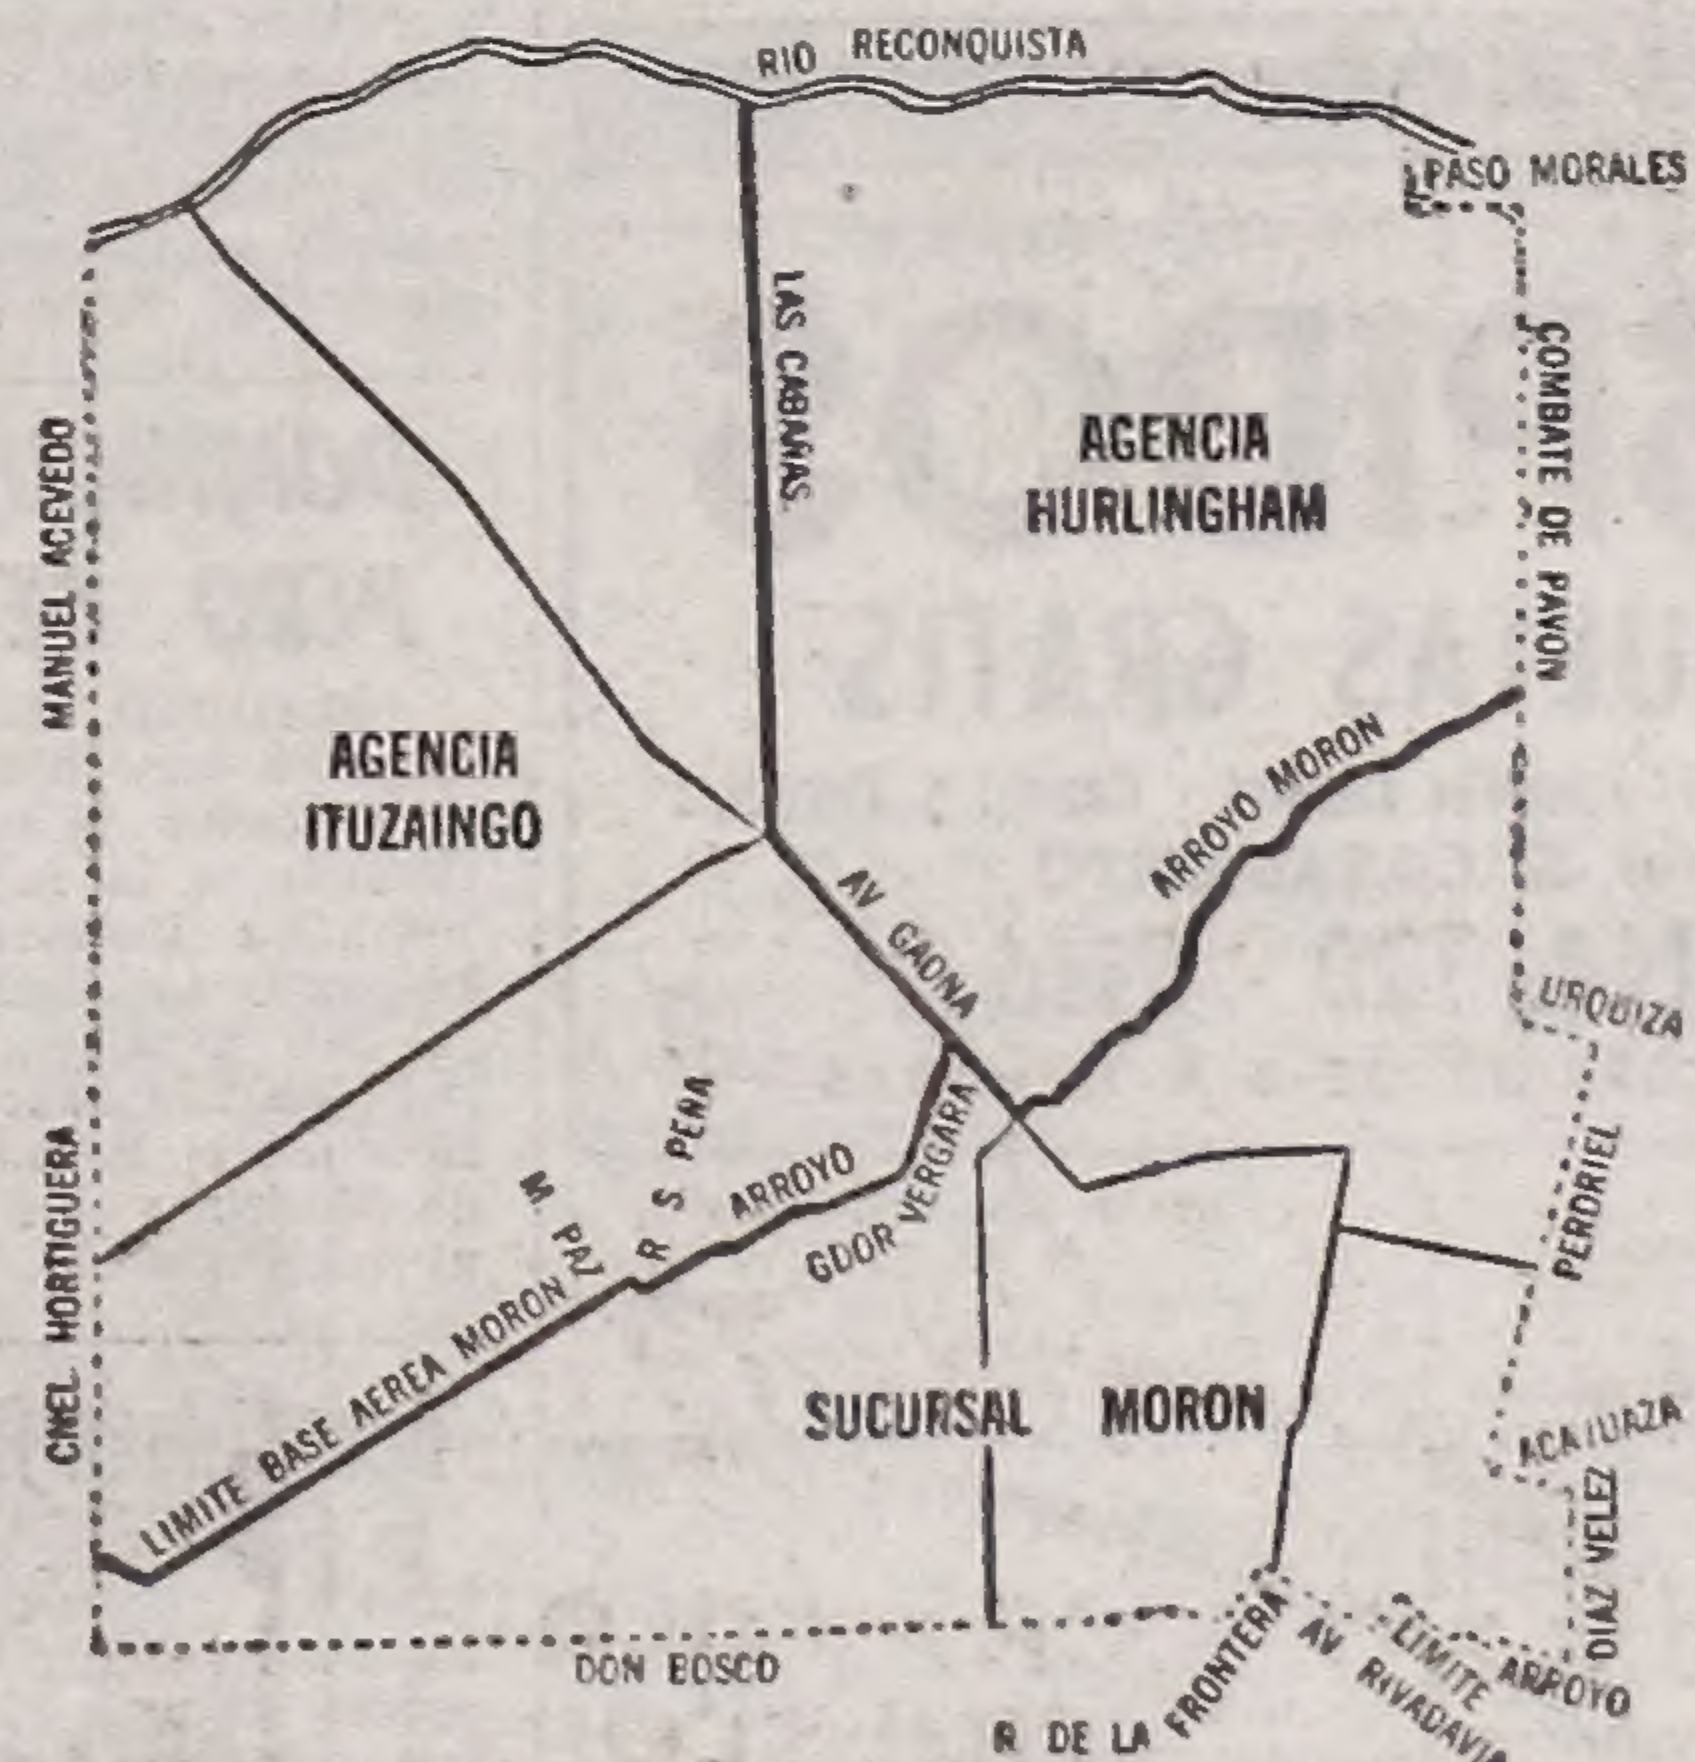 RIO RECONQUISTA
PASO MORALES
LAS CABAÑAS
COMBATE DE PAVON
AGENCIA
HURLINGHAM
MANUEL ACEVEDO
AGENCIA
ITUZAINGO
ARROYO MORON
AV GAONA
URQUIZA
PERDRIEL
CNEL. HORTIGUERA
M. PAZ
R S PEÑA
ARROYO
GDOR VERGARA
LIMITE BASE AEREA MORON
SUCURSAL MORON
DIAZ VELEZ
DON BOSCO
R DE LA FRONTERA
AV RIVADAVIA
LIMITE ARROYO